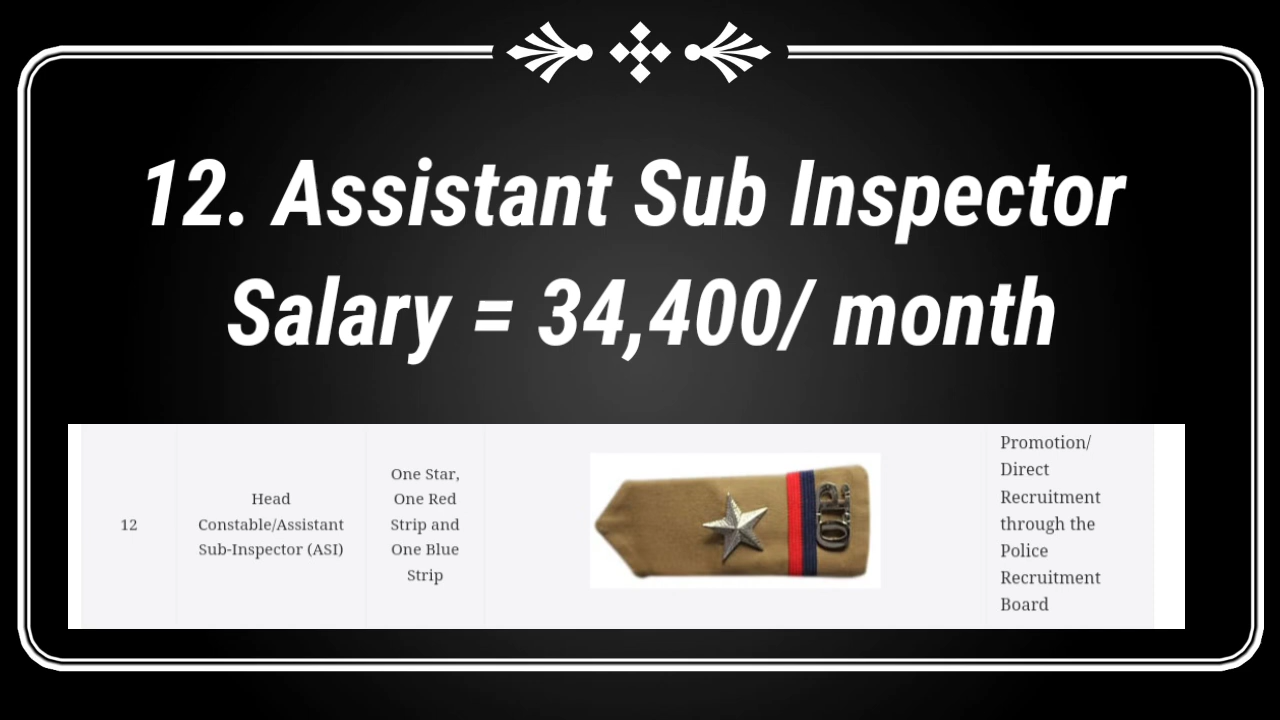 12. Assistant Sub Inspector
Salary = 34,400/ month
12
Head
Constable/Assistant
Sub-Inspector (ASI)
One Star,
One Red
Strip and
One Blue
Strip
Promotion/
Direct
Recruitment
through the
Police
Recruitment
Board